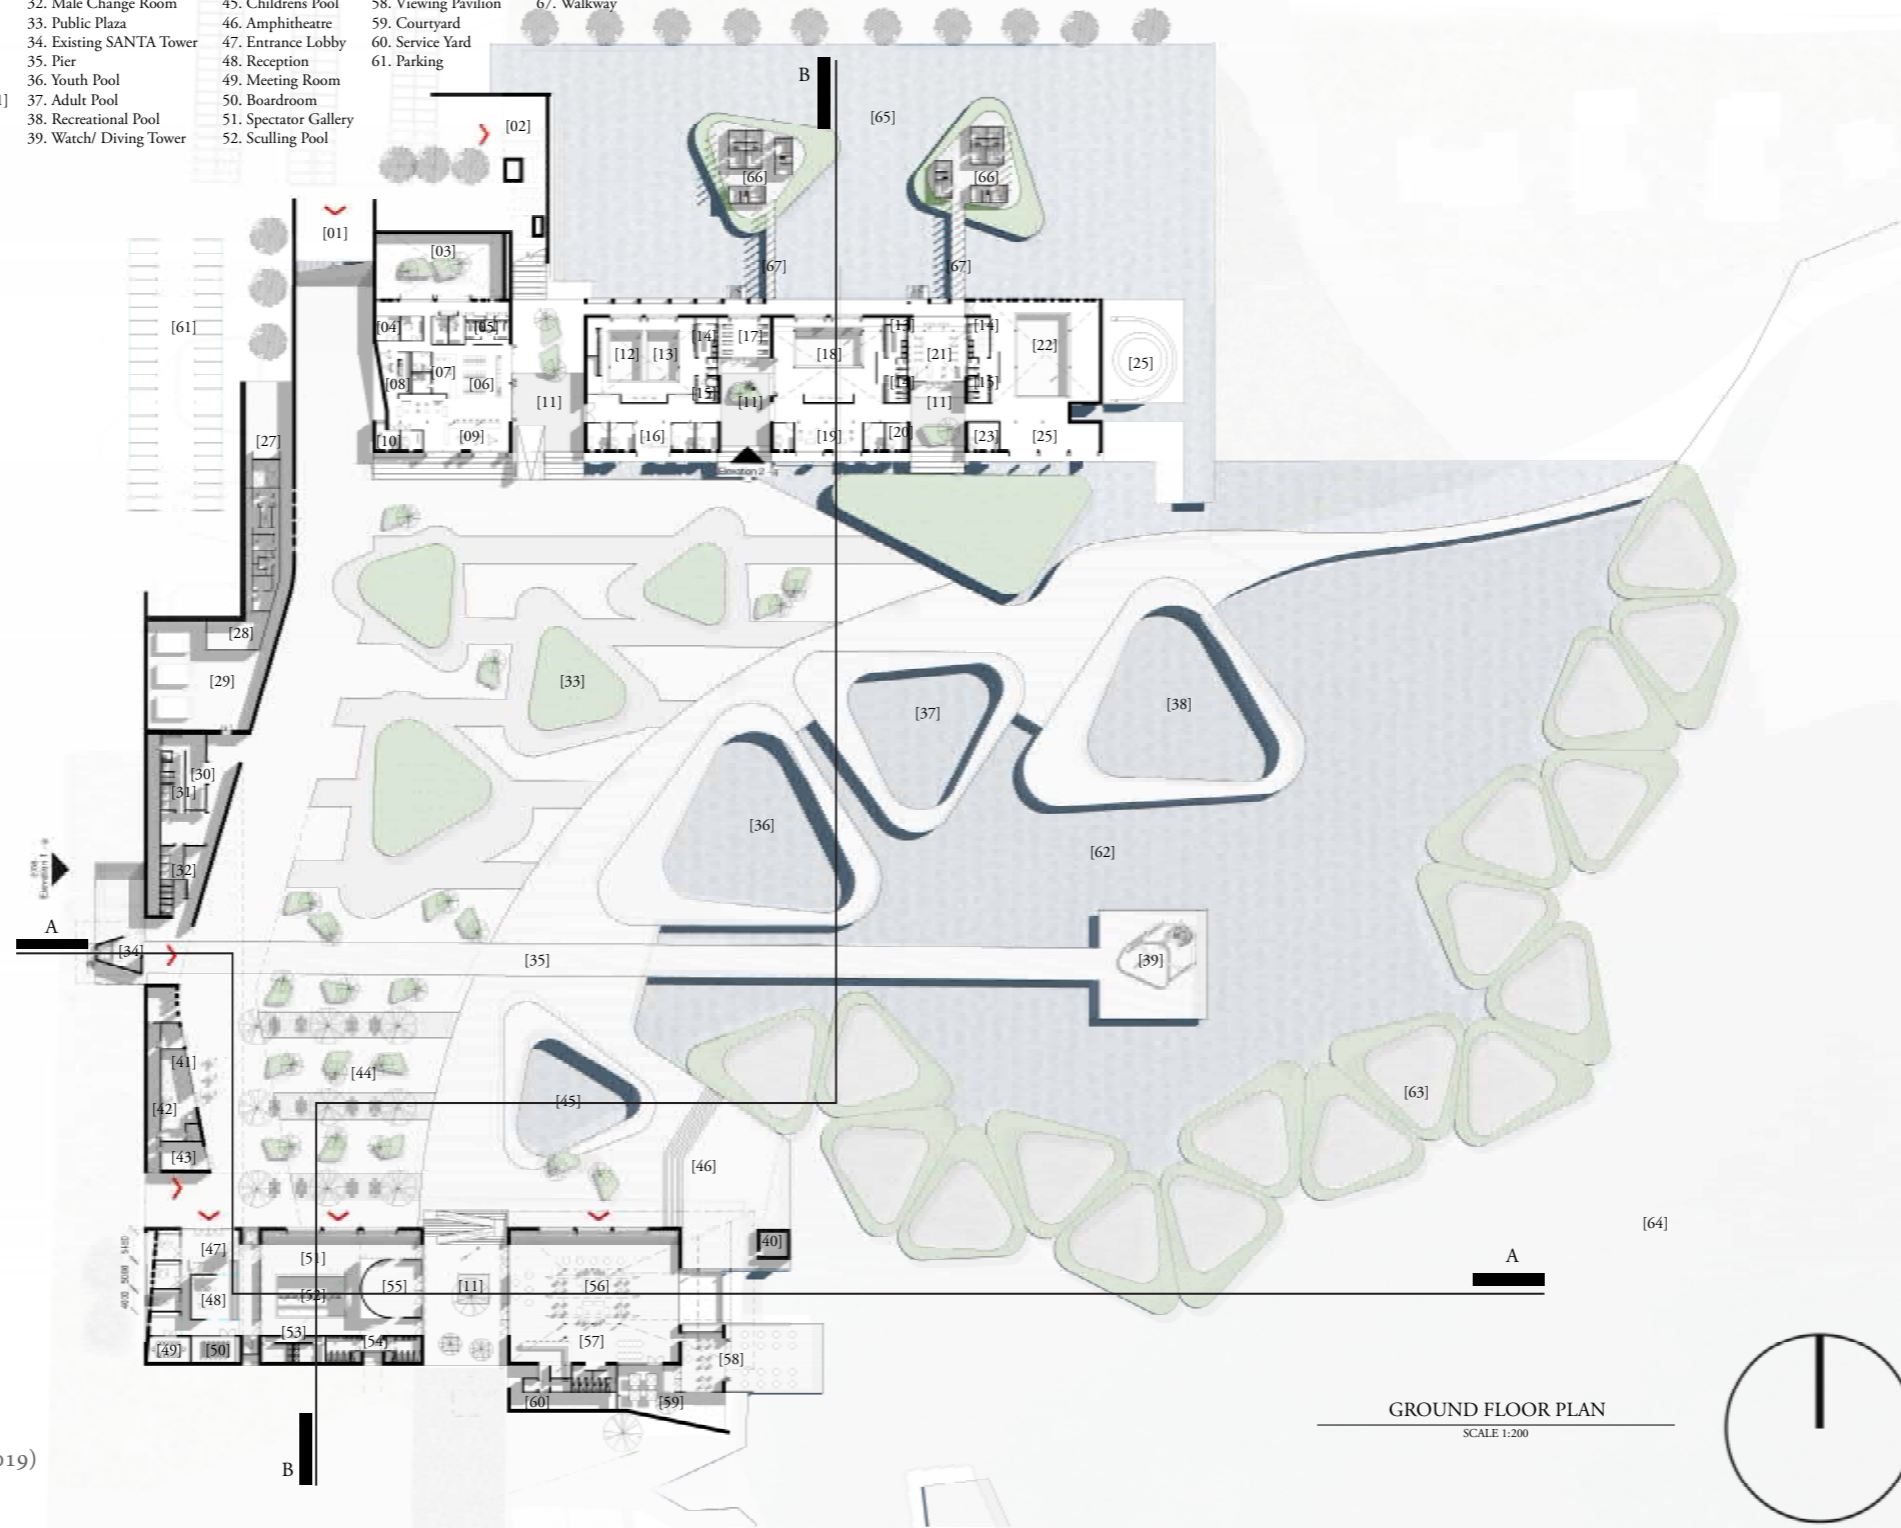 32. Male Change Room
33. Public Plaza
34. Existing SANTA Tower
35. Pier
36. Youth Pool
37. Adult Pool
38. Recreational Pool
39. Watch/ Diving Tower
45. Childrens Pool
46. Amphitheatre
47. Entrance Lobby
48. Reception
49. Meeting Room
50. Boardroom
51. Spectator Gallery
52. Sculling Pool
58. Viewing Pavilion
59. Courtyard
60. Service Yard
61. Parking
67. Walkway
B
[65]
[02]
[66]
[66]
[01]
[03]
[67]
[67]
[61]
[04]
[05]
[14]
[17]
[13]
[14]
[12]
[13]
[18]
[21]
[22]
[25]
[08]
[07]
[06]
[11]
[15]
[11]
[14]
[11]
[15]
[27]
[10]
[09]
[16]
[19]
[20]
[23]
[25]
Elevation 2
[28]
[29]
[33]
[38]
[37]
[30]
[31]
[36]
[62]
[32]
Elevation 1
A
[34]
[35]
[39]
[41]
[44]
[42]
[45]
[63]
[43]
[46]
[64]
[47]
[51]
[40]
A
[55]
[11]
[56]
[48]
[52]
[53]
[54]
[57]
[49]
[50]
[58]
[60]
[59]
GROUND FLOOR PLAN
SCALE 1:200
019)
B